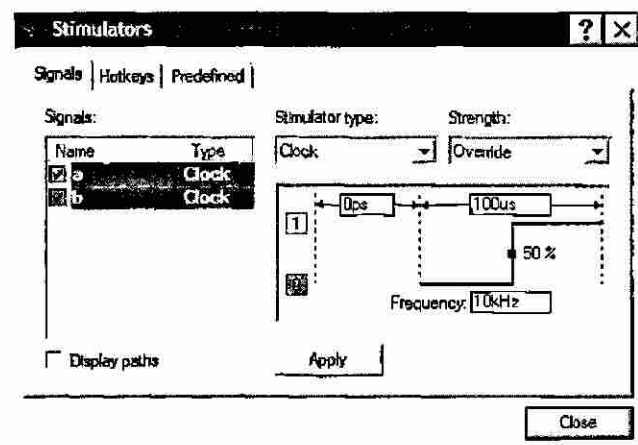 Stimulators ? ×
Signals Hotkeys Predefined
Signals:
Name Type
a Clock
b Clock
Display paths
Stimulator type:
Clock
Strength:
Override
0ps 100us
1
50 %
0
Frequency: 10kHz
Apply
Close